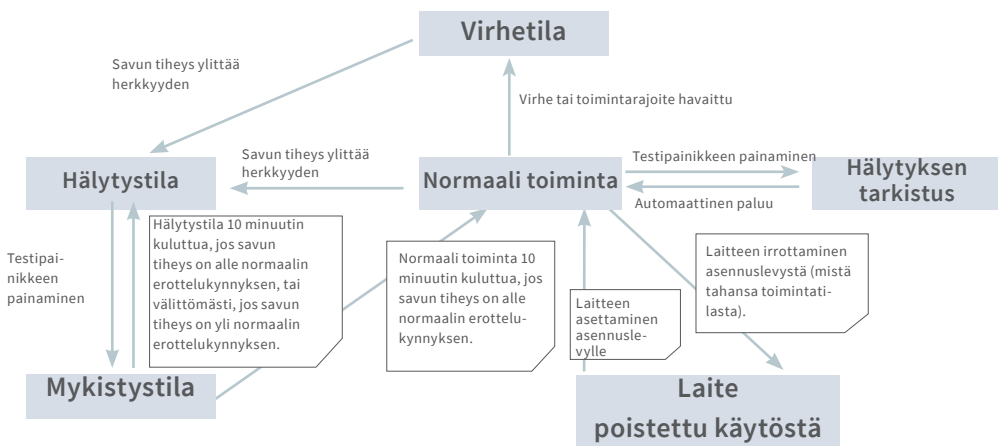 Virhetila
Savun tiheys ylittää
herkkyyden
Virhe tai toimintarajoite havaittu
Savun tiheys ylittää
herkkyyden
Testipainikkeen painaminen
Hälytystila
Normaali toiminta
Hälytyksen
tarkistus
Automaattinen paluu
Testipai-
nikkeen
painaminen
Hälytystila 10 minuutin
kuluttua, jos savun
tiheys on alle normaalin
erottelukynnyksen, tai
välittömästi, jos savun
tiheys on yli normaalin
erottelukynnyksen.
Normaali toiminta 10
minuutin kuluttua, jos
savun tiheys on alle
normaalin erottelu-
kynnyksen.
Laitteen
asettaminen
asennusle-
vylle
Laitteen irrottaminen
asennuslevystä (mistä
tahansa toimintati-
lasta).
Mykistystila
Laite
poistettu käytöstä